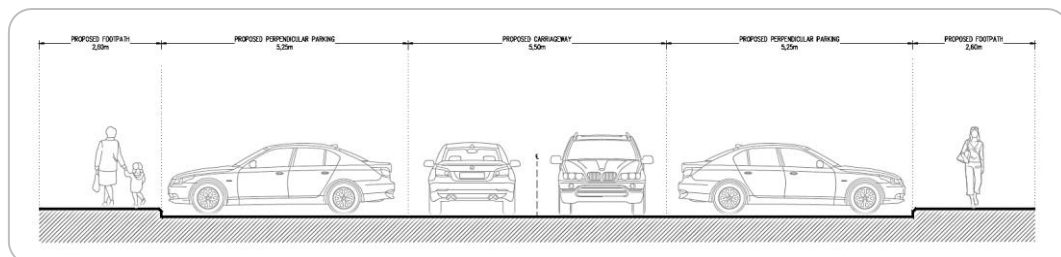 PROPOSED FOOTPATH
2,60m
PROPOSED PERPENDICULAR PARKING
5,25m
PROPOSED CARRIAGEWAY
5,50m
PROPOSED PERPENDICULAR PARKING
5,25m
PROPOSED FOOTPATH
2,60m